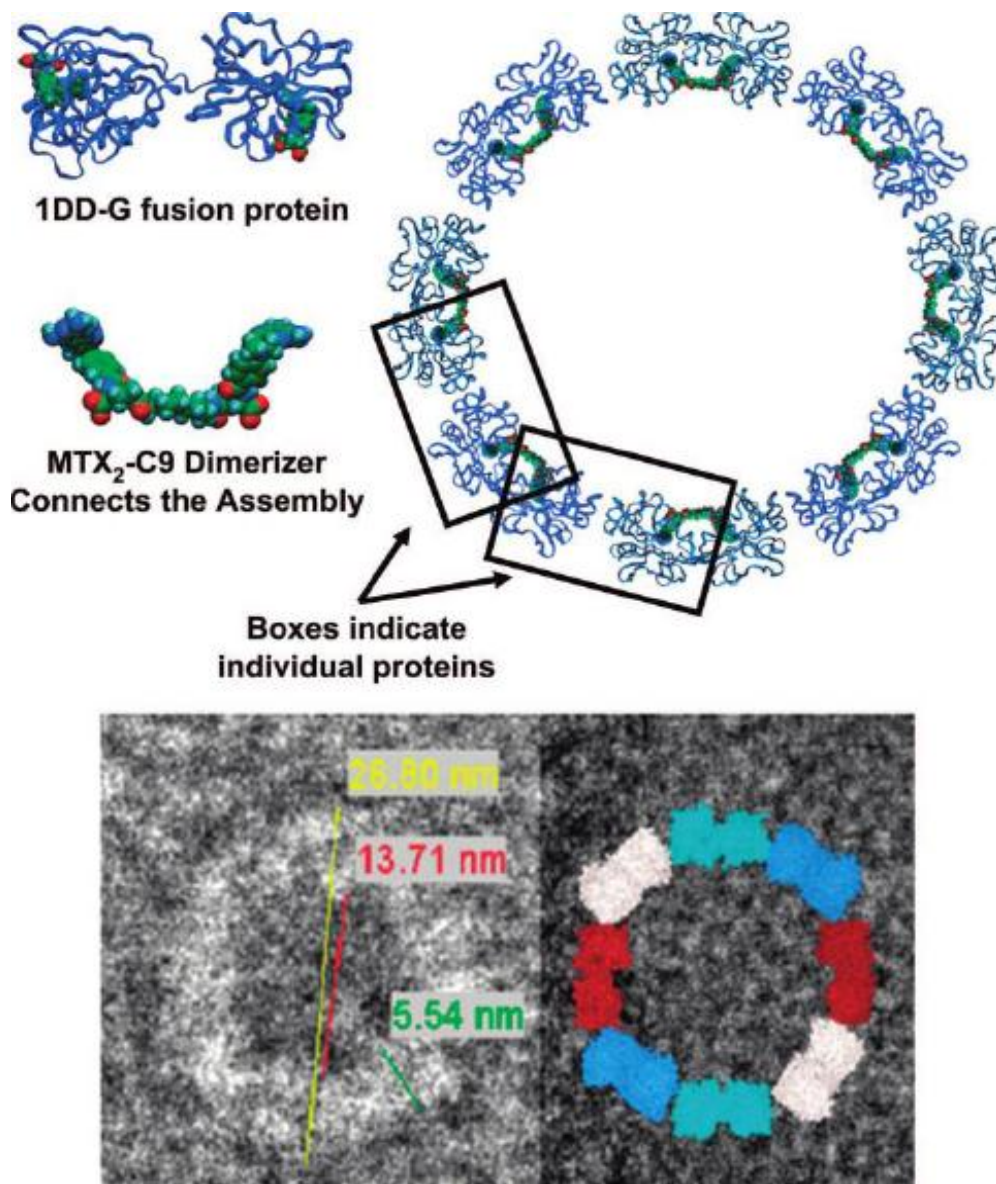 1DD-G fusion protein
MTX₂-C9 Dimerizer
Connects the Assembly
Boxes indicate
individual proteins
26.80 nm
13.71 nm
5.54 nm